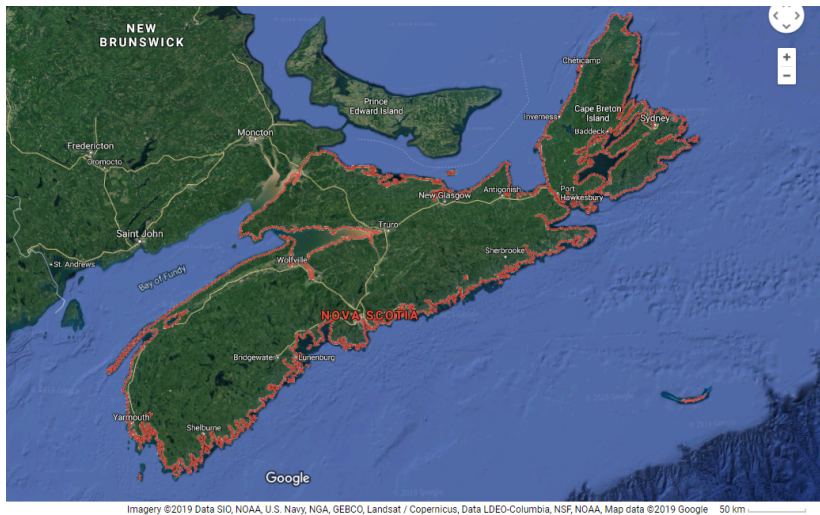 NEW
BRUNSWICK
Cheticamp
Prince
Edward Island
Cape Breton
Island
Inverness
Sydney
Baddeck
Moncton
Fredericton
Oromocto
Port
Hawkesbury
Antigonish
New Glasgow
Truro
Saint John
Sherbrooke
Wolfville
St. Andrews
Bay of Fundy
NOVA SCOTIA
Bridgewater
Lunenburg
Yarmouth
Shelburne
Google
Imagery ©2019 Data SIO, NOAA, U.S. Navy, NGA, GEBCO, Landsat / Copernicus, Data LDEO-Columbia, NSF, NOAA, Map data ©2019 Google 50 km